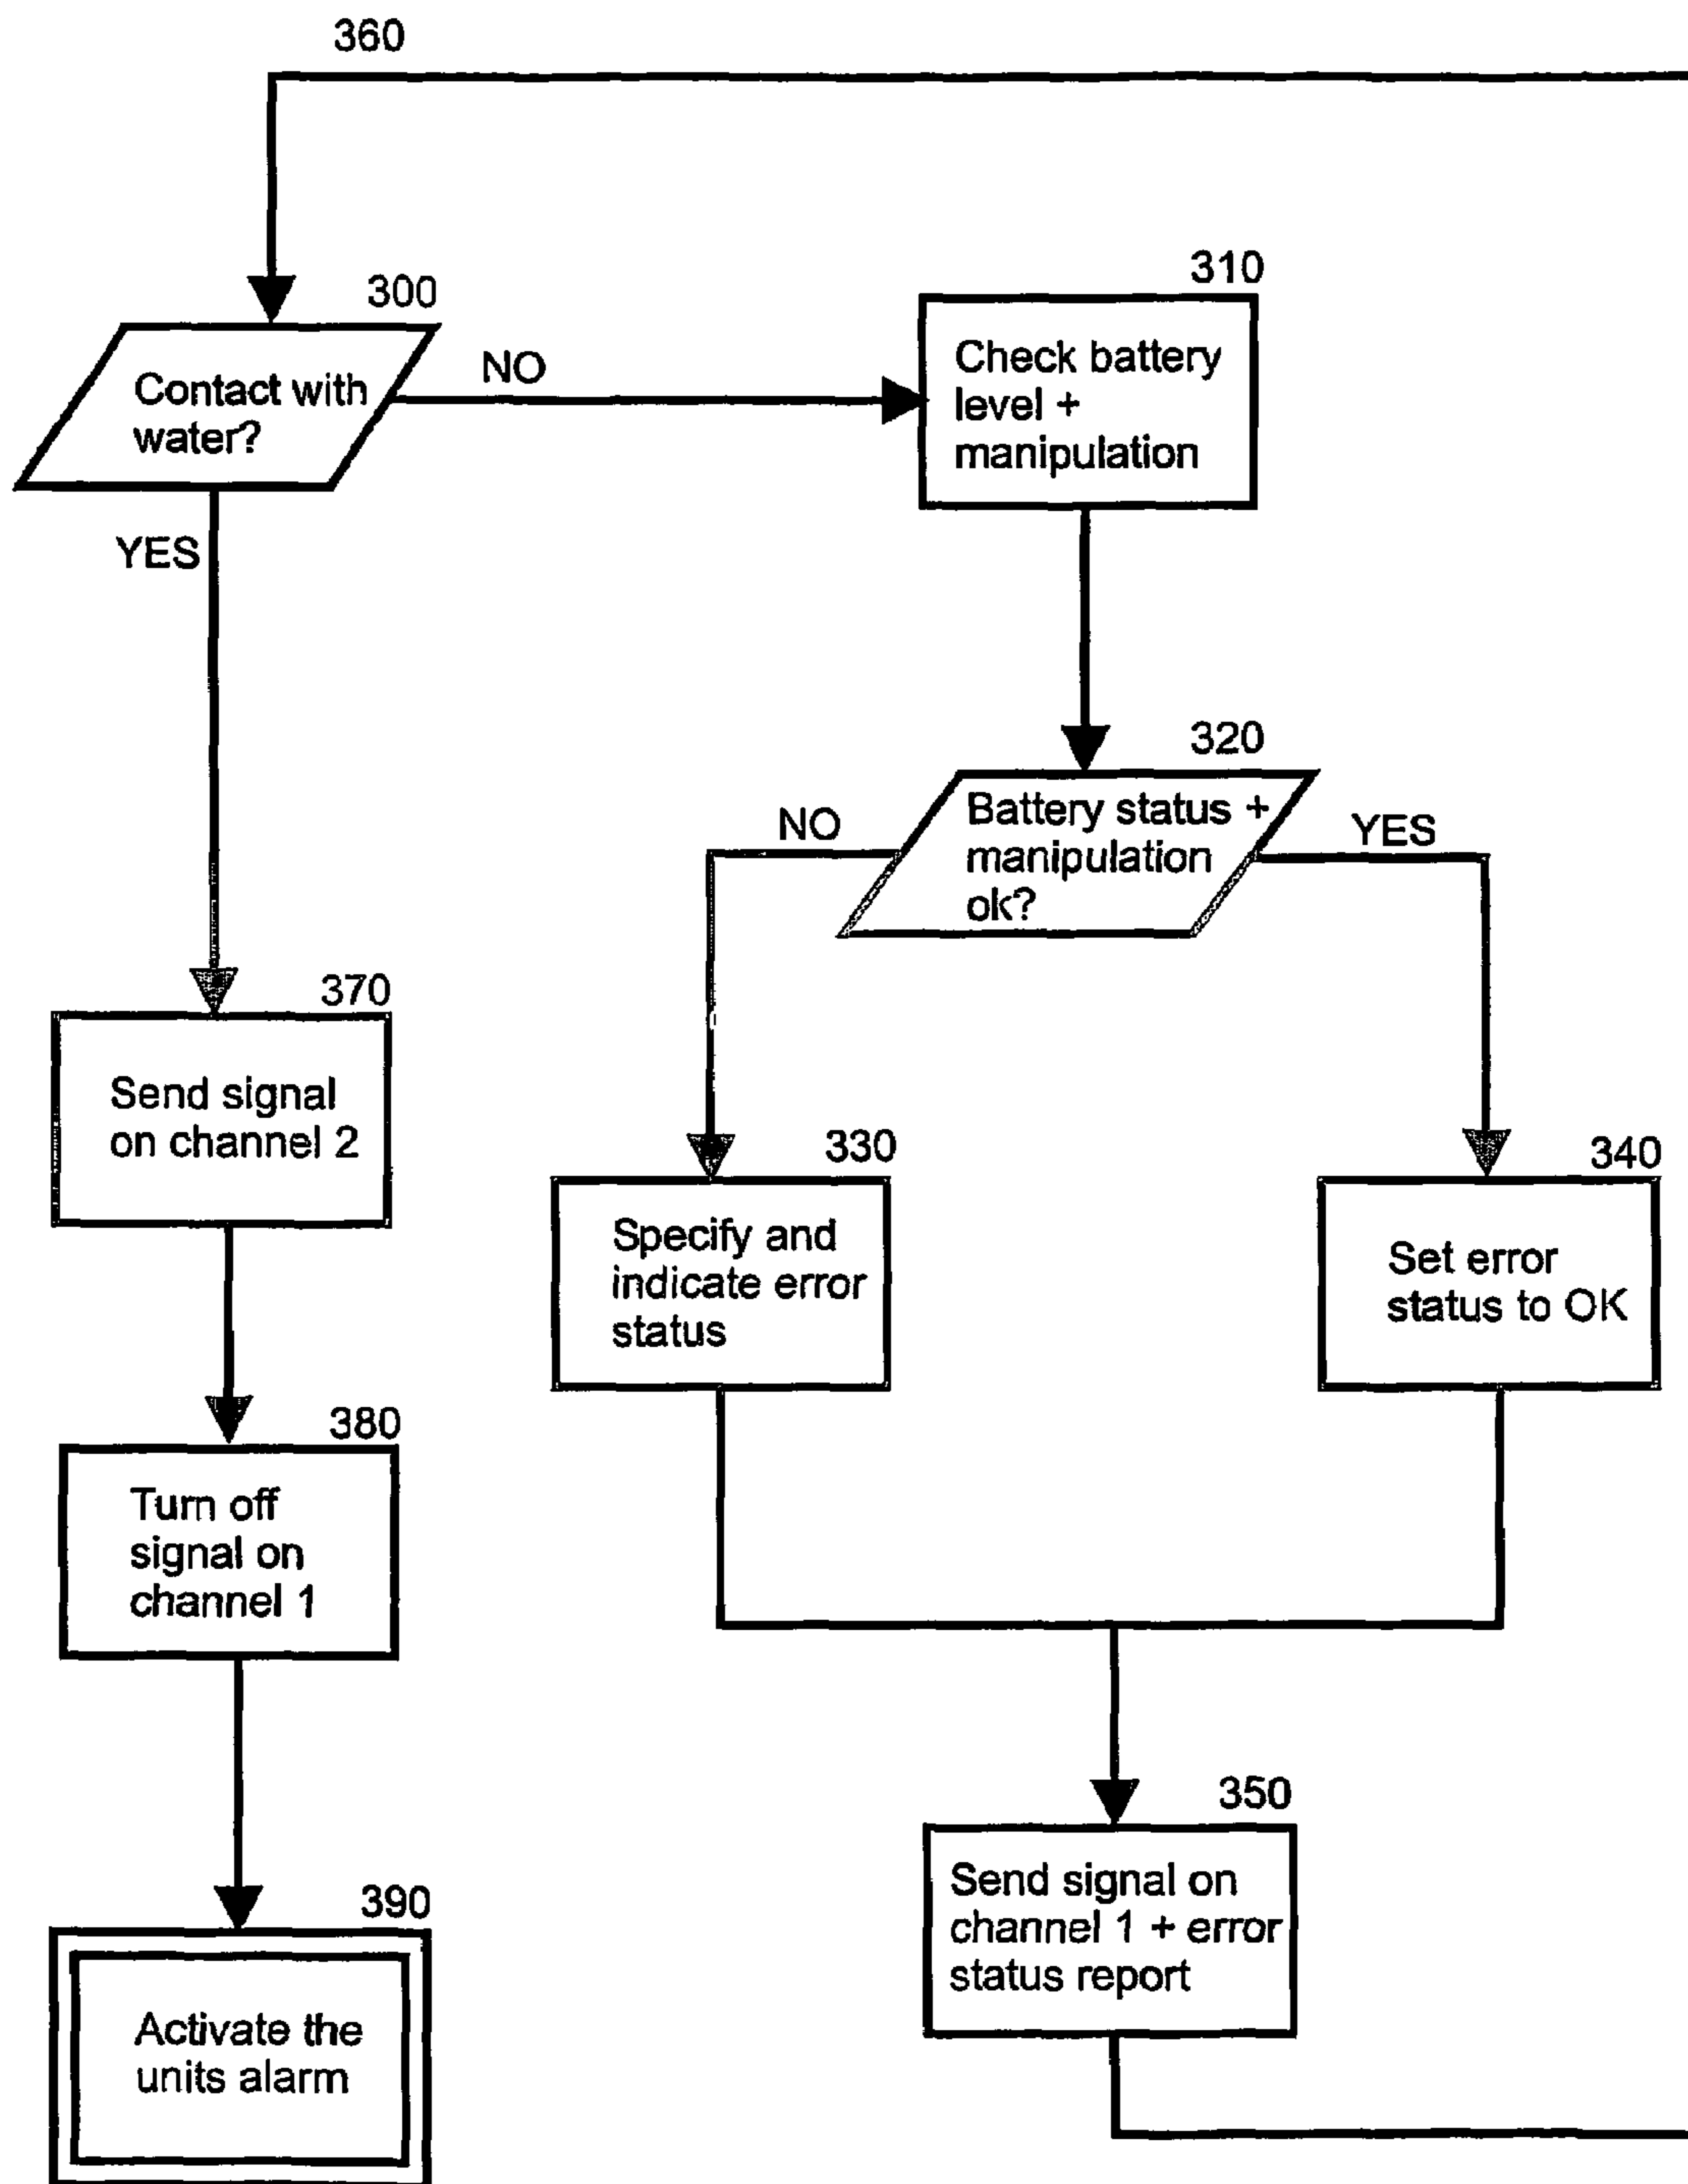 360
300
Contact with
water?
NO
310
Check battery
level +
manipulation
YES
320
Battery status +
manipulation
ok?
NO
YES
370
Send signal
on channel 2
330
Specify and
indicate error
status
340
Set error
status to OK
380
Turn off
signal on
channel 1
350
Send signal on
channel 1 + error
status report
390
Activate the
units alarm